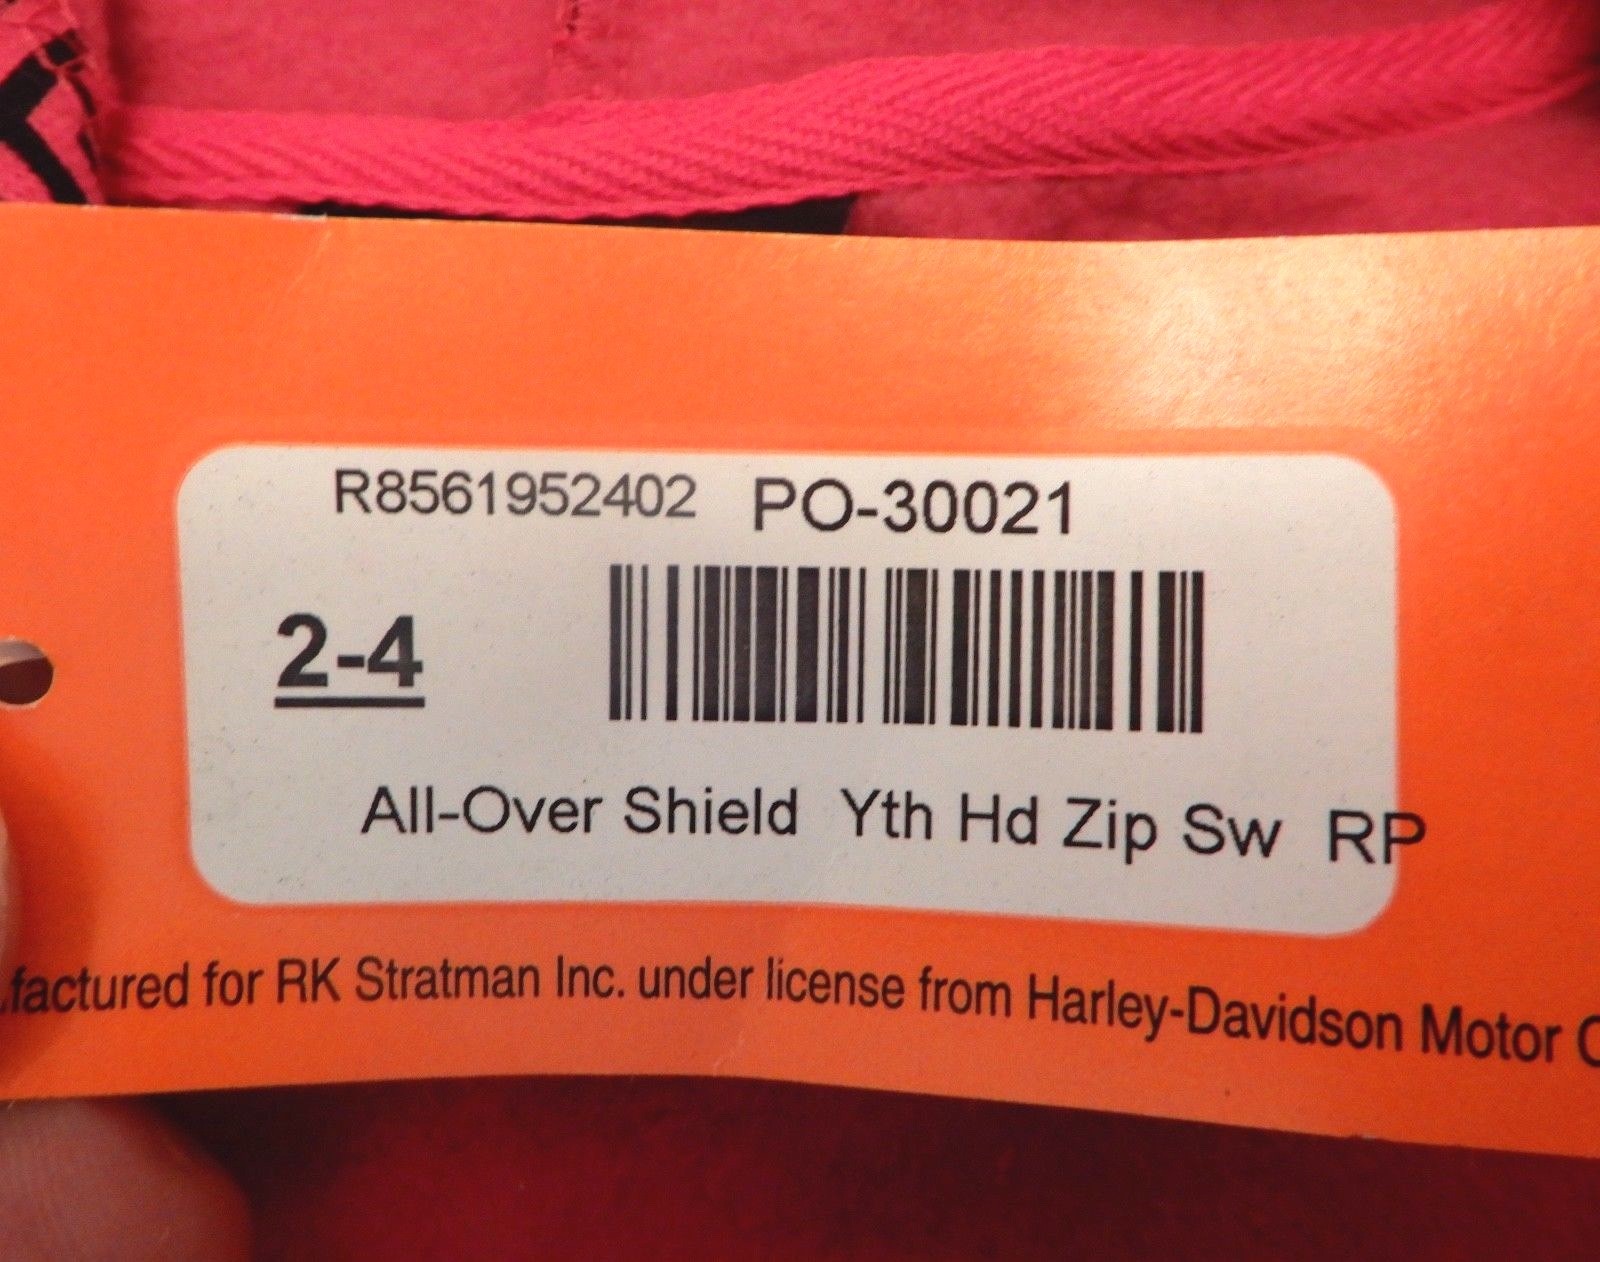 R8561952402 PO-30021
2-4
All-Over Shield Yth Hd Zip Sw RP
factured for RK Stratman Inc. under license from Harley-Davidson Motor C